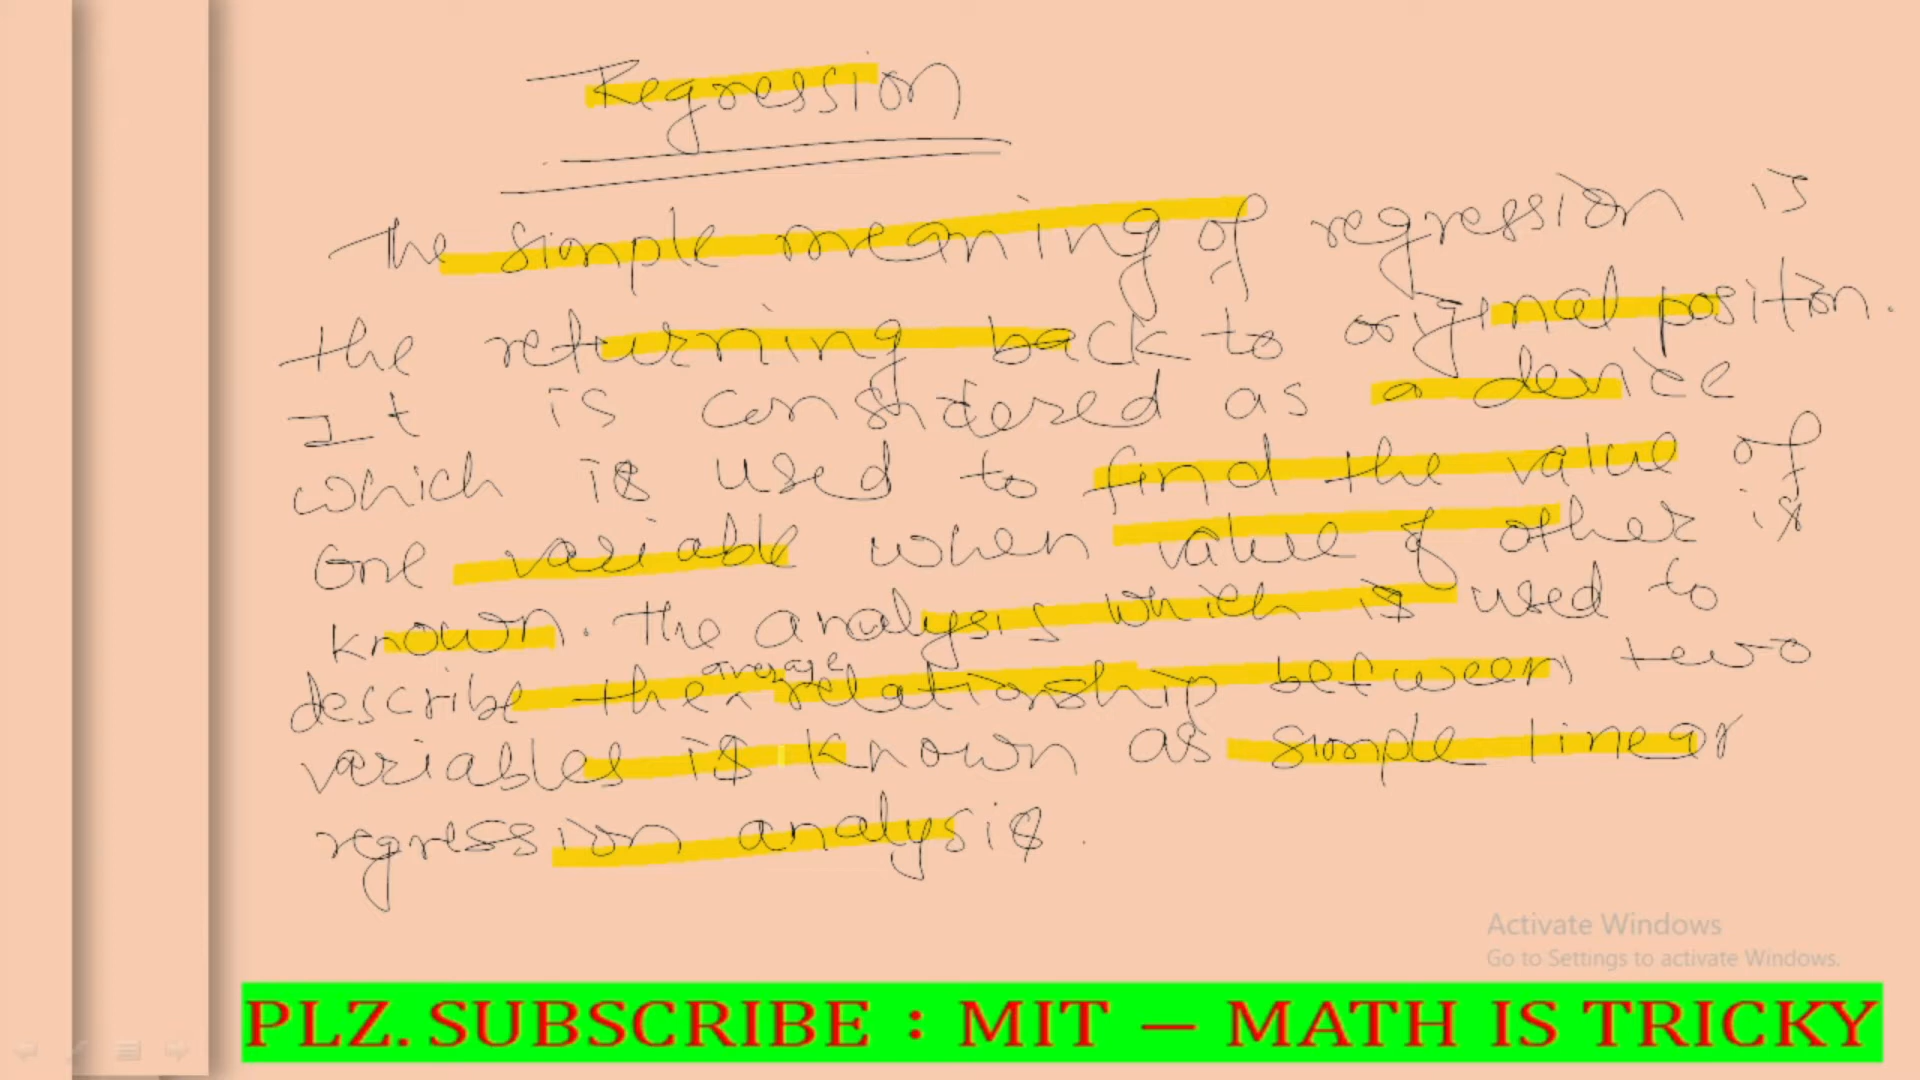 Regression
The simple meaning of regression is
the returning back to original position.
It is considered as a device
which is used to find the value of
one variable when value of other is
known. The analysis which is used to
describe the average relationship between two
variables is known as simple linear
regression analysis.
Activate Windows
Go to Settings to activate Windows.
PLZ. SUBSCRIBE : MIT – MATH IS TRICKY